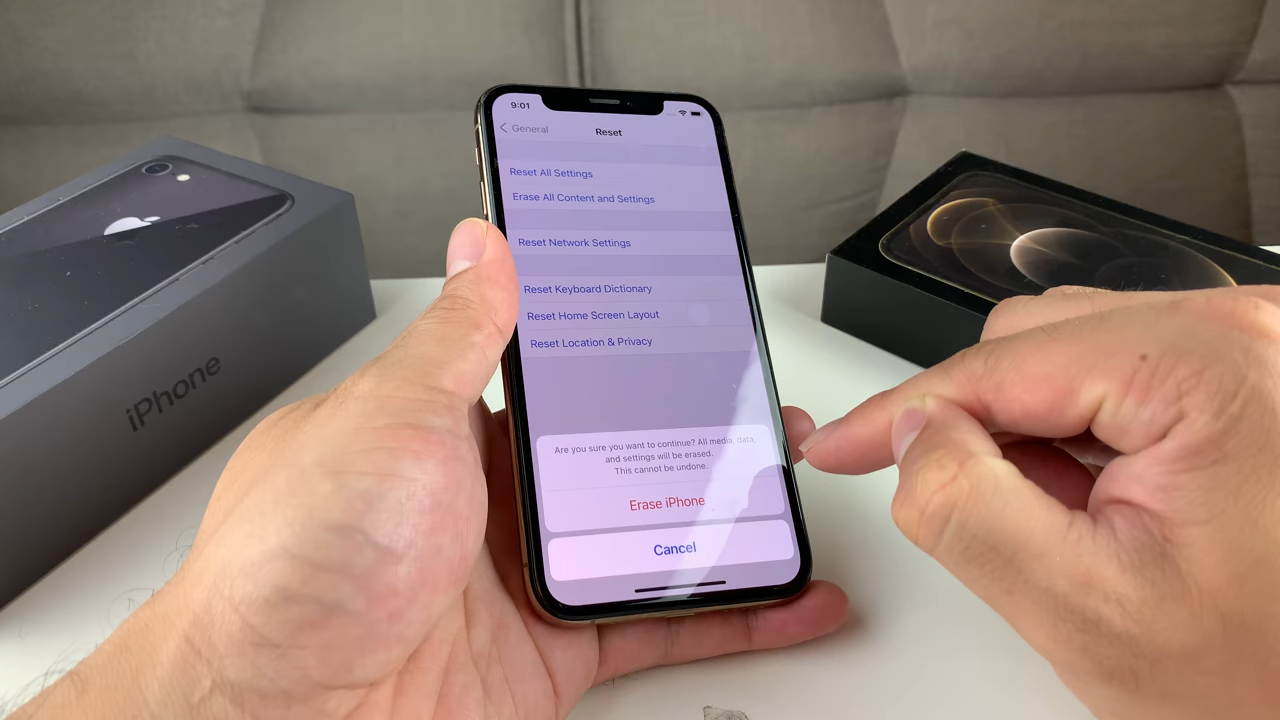 9:01
General
Reset
Reset All Settings
Erase All Content and Settings
Reset Network Settings
Reset Keyboard Dictionary
Reset Home Screen Layout
Reset Location & Privacy
Are you sure you want to continue? All media, data,
and settings will be erased.
This cannot be undone.
Erase iPhone
Cancel
iPhone